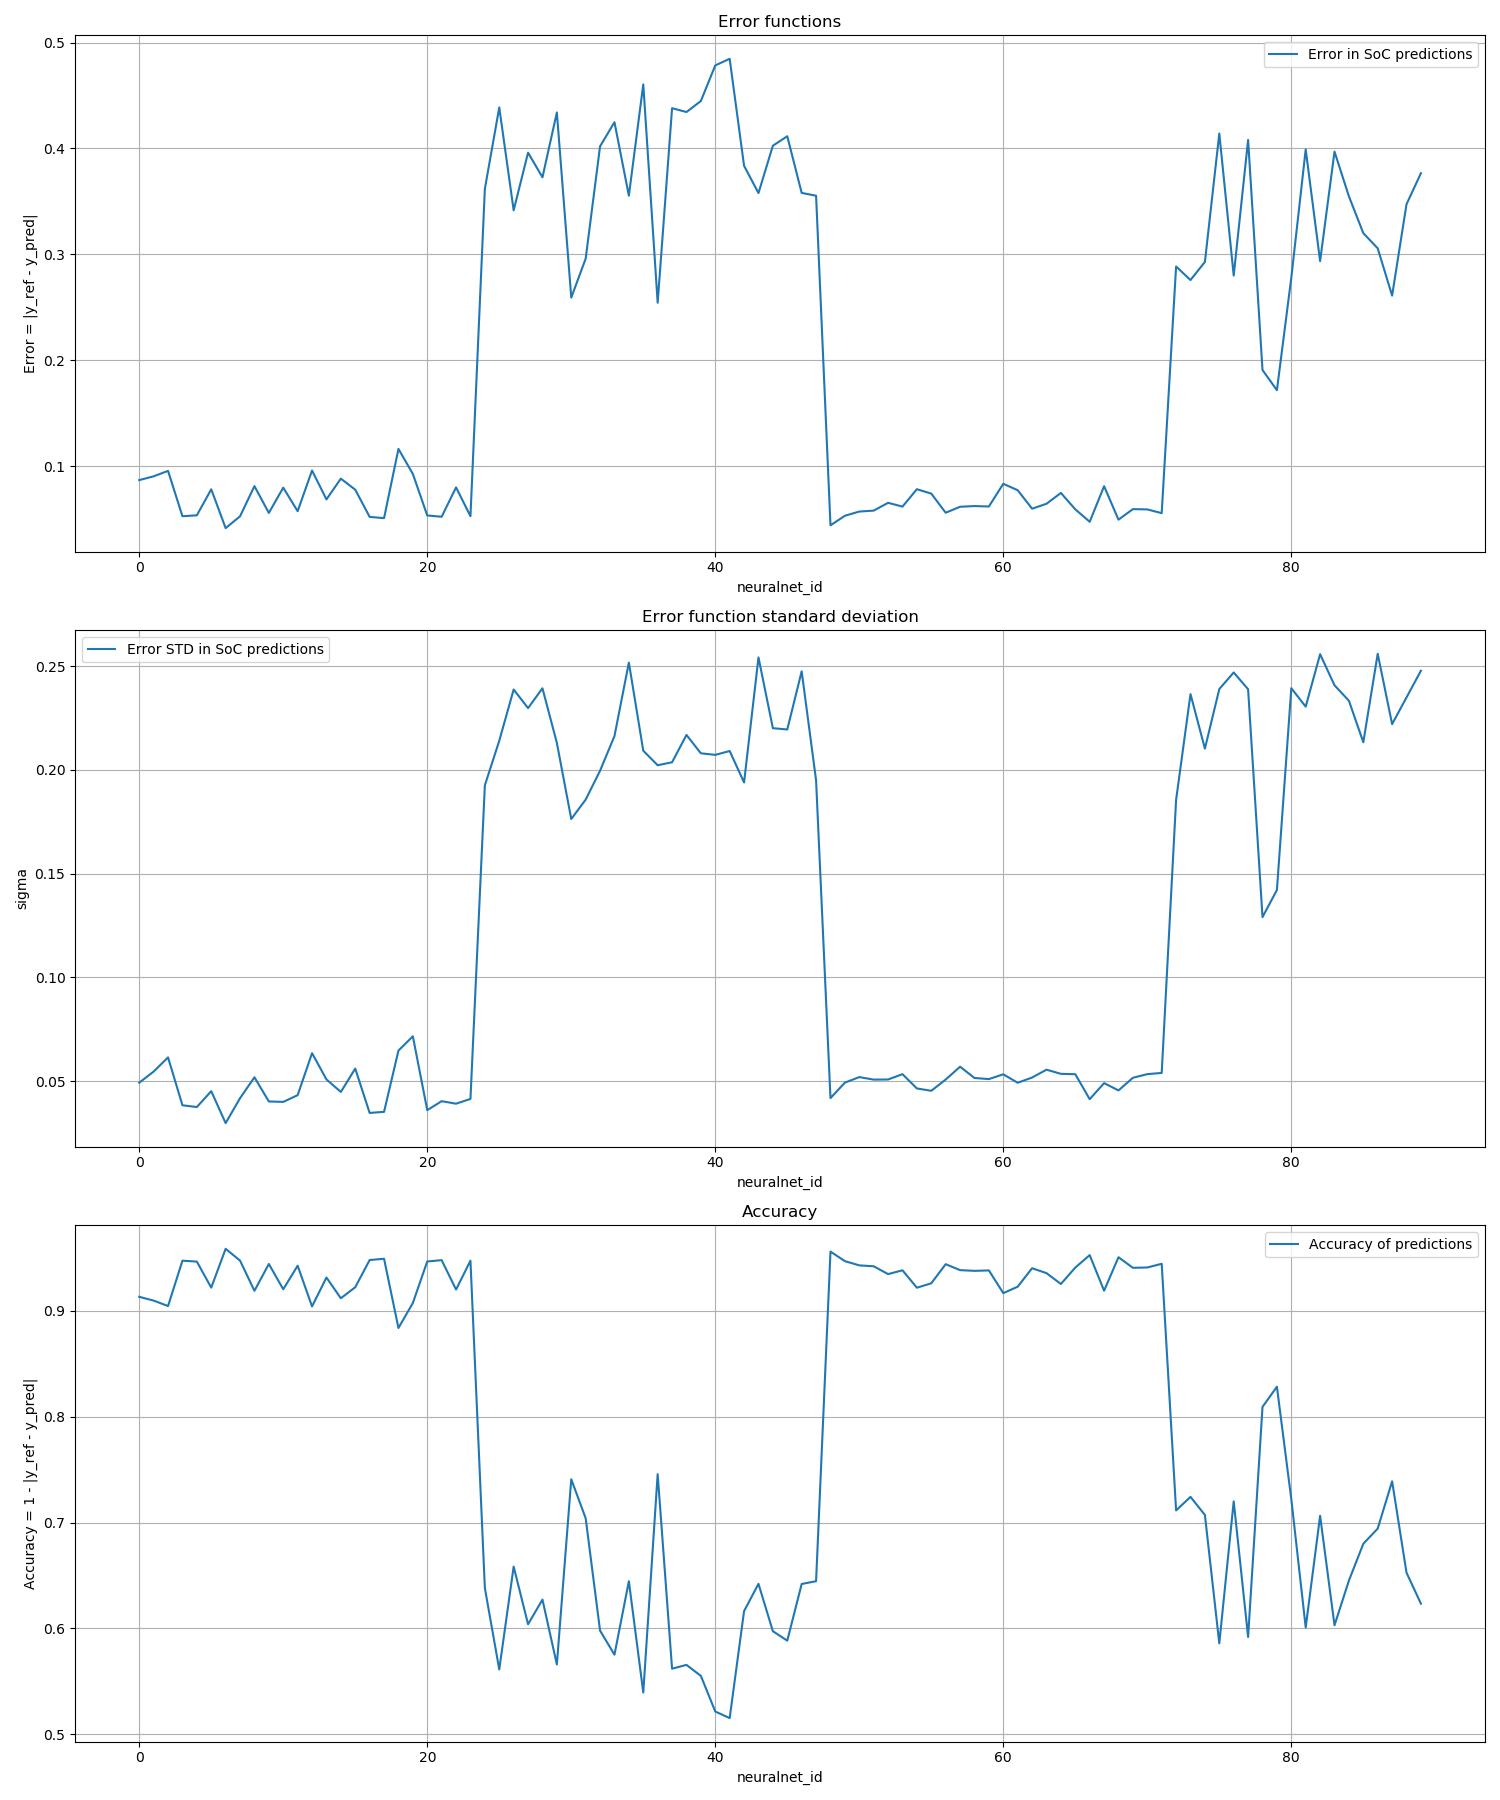 Error functions
Error in SoC predictions
Error = |y_ref - y_pred|
0.5
0.4
0.3
0.2
0.1
0 20 40 60 80
neuralnet_id
Error function standard deviation
Error STD in SoC predictions
sigma
0.25
0.20
0.15
0.10
0.05
0 20 40 60 80
neuralnet_id
Accuracy
Accuracy of predictions
Accuracy = 1 - |y_ref - y_pred|
0.9
0.8
0.7
0.6
0.5
0 20 40 60 80
neuralnet_id